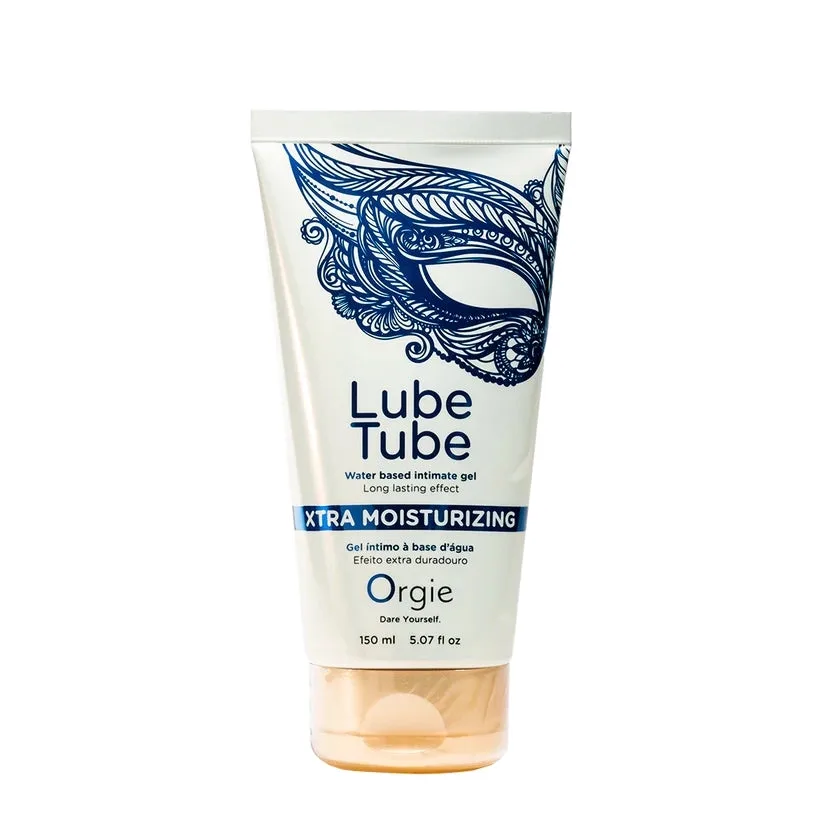 Lube
Tube
Water based intimate gel
Long lasting effect
XTRA MOISTURIZING
Gel íntimo à base d'água
Efeito extra duradouro
Orgie
Dare Yourself.
150 ml 5.07 fl oz